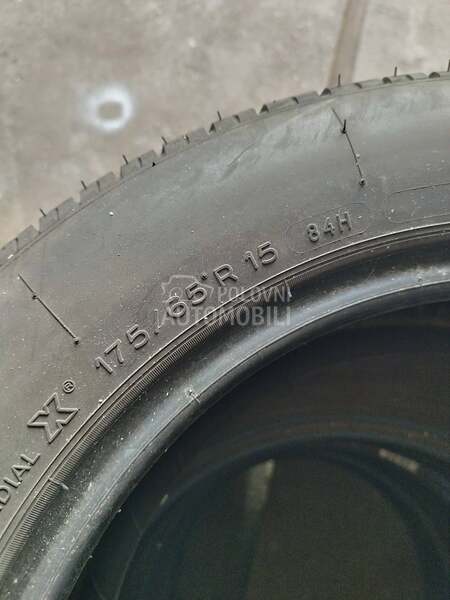 RADIAL X® 175/65 R 15 84H
POLOVNI
AUTOMOBILI